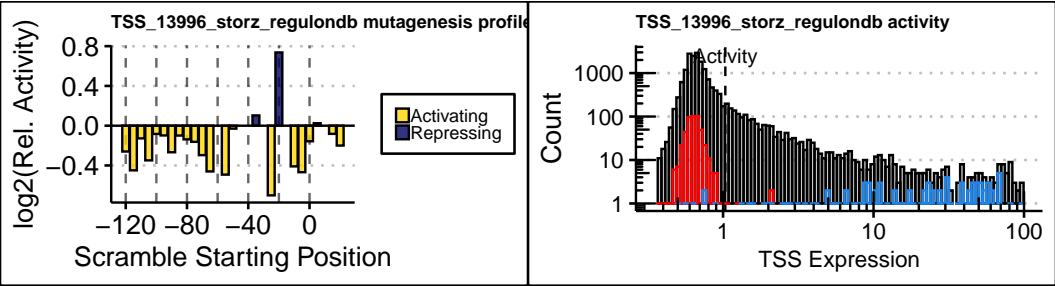 TSS_13996_storz_regulondb mutagenesis profile
log2(Rel. Activity)
0.8
0.4
0.0
−0.4
−120 −80 −40 0
Scramble Starting Position
Activating
Repressing
TSS_13996_storz_regulondb activity
Activity
Count
1000
100
10
1
1 10 100
TSS Expression